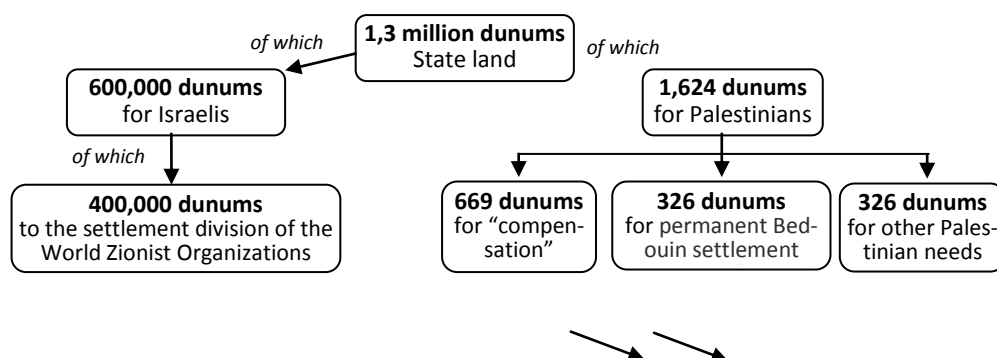 1,3 million dunums
State land
of which
of which
600,000 dunums
for Israelis
1,624 dunums
for Palestinians
of which
400,000 dunums
to the settlement division of the
World Zionist Organizations
669 dunums
for “compen-
sation”
326 dunums
for permanent Bed-
ouin settlement
326 dunums
for other Pales-
tinian needs